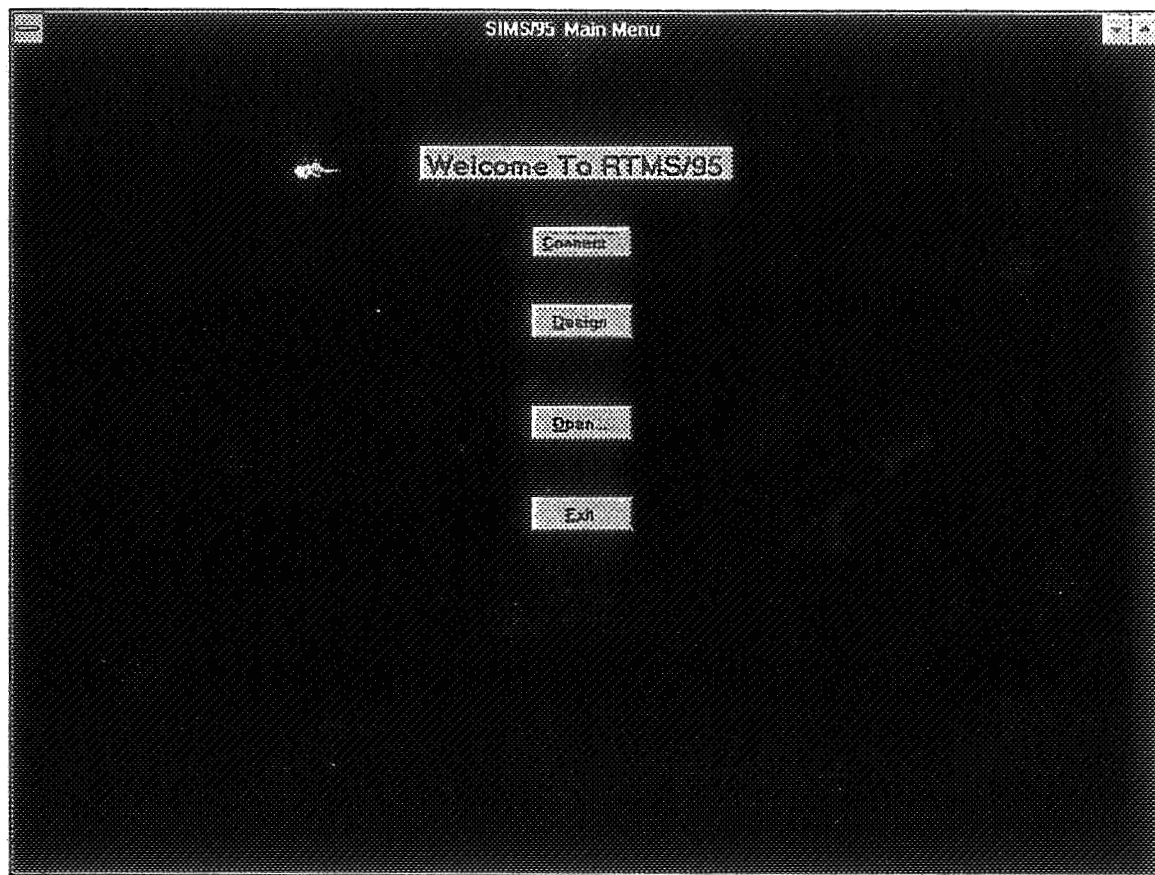 SIMS/95 Main Menu
Welcome To RTMS/95
Connect
Design
Open...
Exit